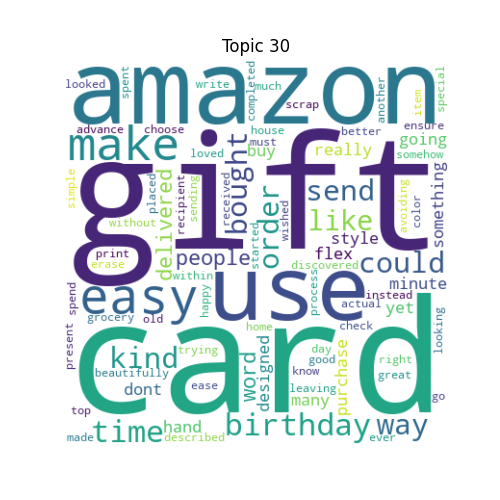 Topic 30
amazon
looked
spent
write
much
completed
another
item
special
scrap
advance
choose
house
better
ensure
make
loved
must
buy
really
going
somehow
gift
simple
placed
without
delivered
recipient
sending
bought
received
order
started
wished
send
like
style
flex
avoiding
color
something
print
erase
people
discovered
could
within
process
actual
minute
instead
check
yet
easy
use
happy
grocery
old
home
looking
present
spend
card
kind
trying
beautifully
dont
ease
word
designed
day
good
know
leaving
many
purchase
right
great
go
top
time
hand
birthday
way
made
described
ever